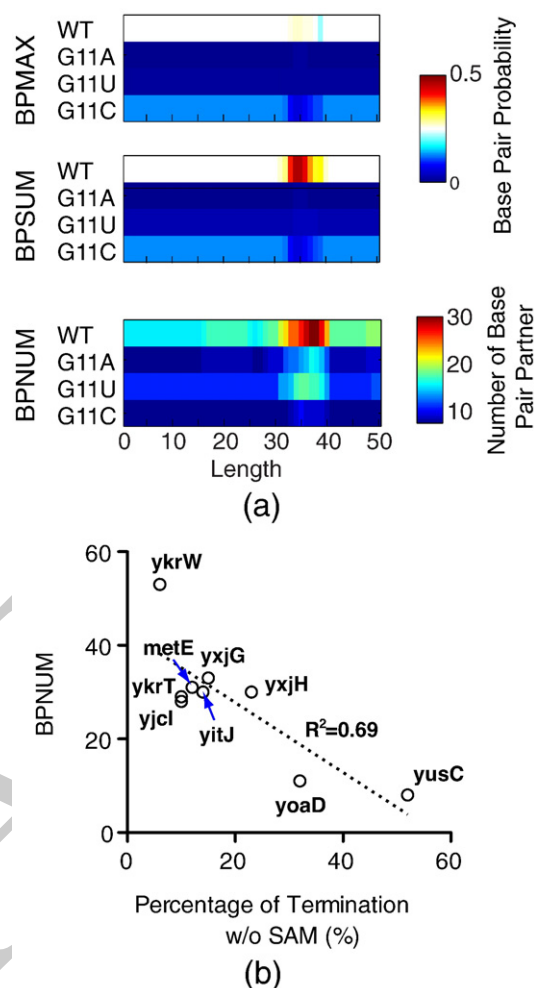 BPMAX
WT
G11A
G11U
G11C
0.5
0
Base Pair Probability
BPSUM
WT
G11A
G11U
G11C
BPNUM
WT
G11A
G11U
G11C
0 10 20 30 40 50
Length
30
20
10
Number of Base
Pair Partner
(a)
60
40
20
0
BPNUM
ykrW
metE
yxjG
yxjH
ykrT
yjcI
yitJ
R²=0.69
yoaD
yusC
0 20 40 60
Percentage of Termination
w/o SAM (%)
(b)